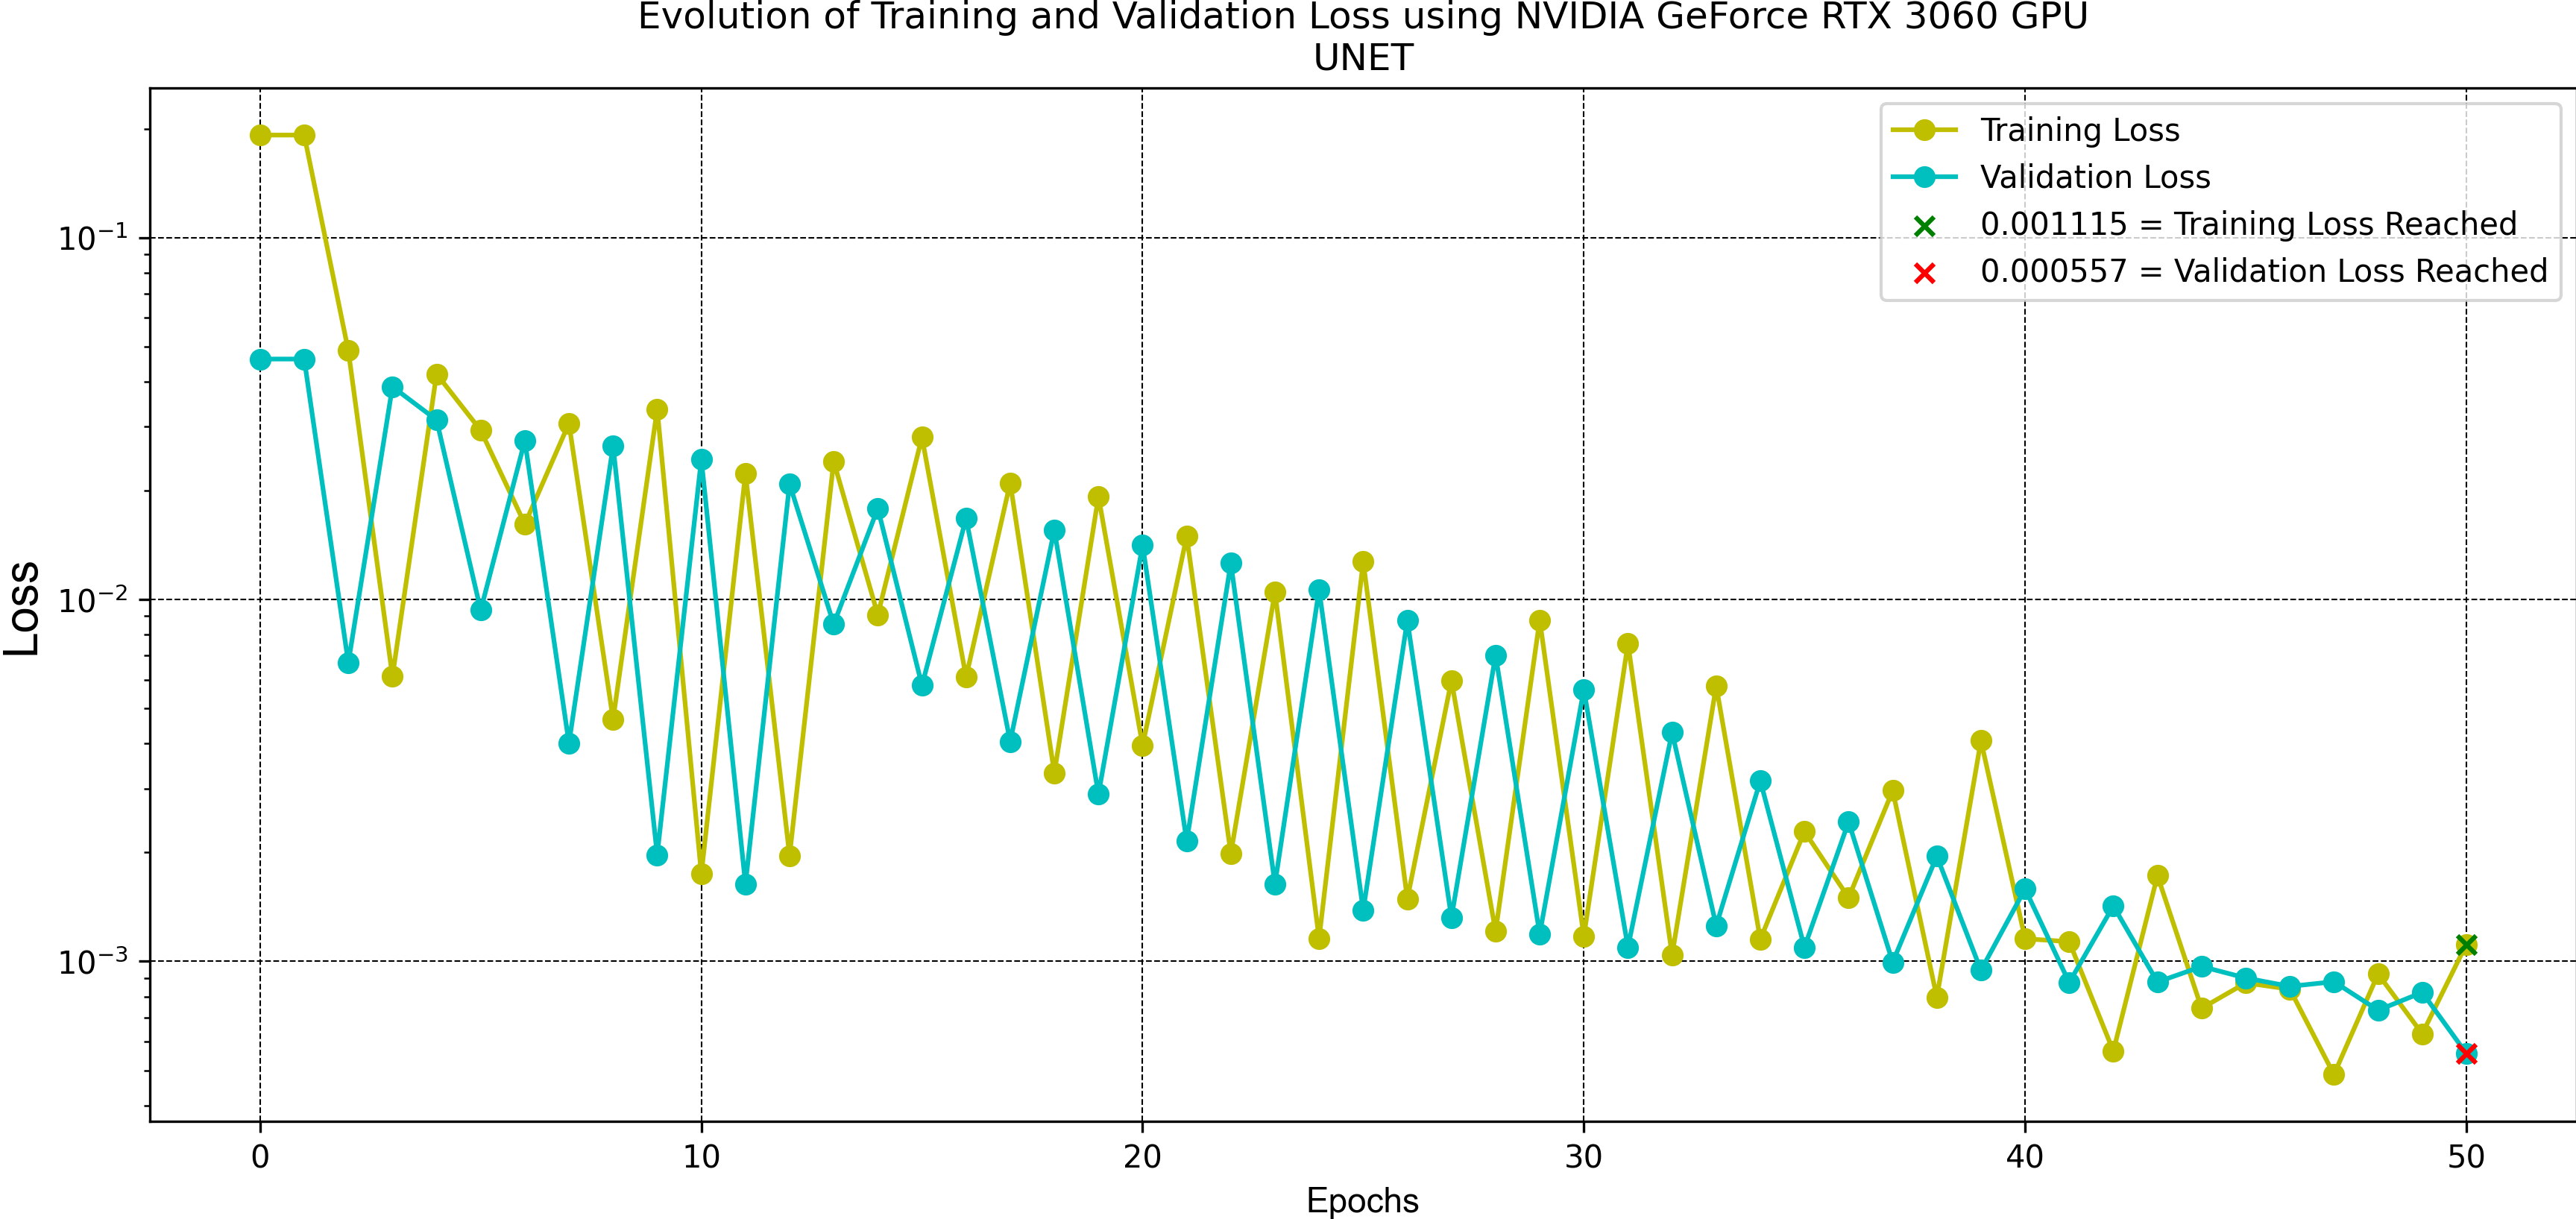 Evolution of Training and Validation Loss using NVIDIA GeForce RTX 3060 GPU
UNET
Training Loss
Validation Loss
0.001115 = Training Loss Reached
0.000557 = Validation Loss Reached
Loss
10⁻¹
10⁻²
10⁻³
0 10 20 30 40 50
Epochs